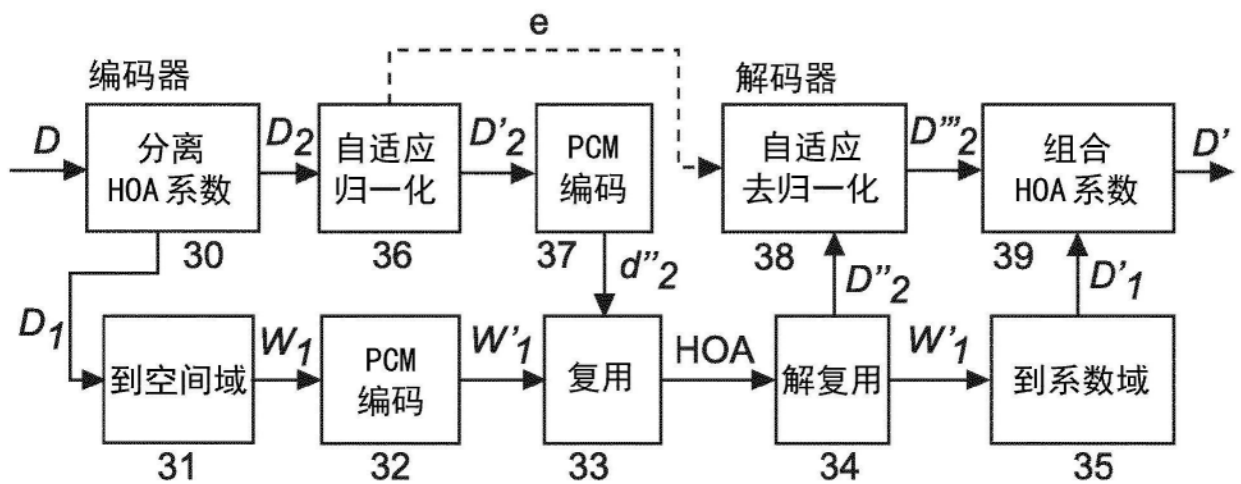 e
编码器
解码器
D
分离
HOA 系数
30
D2
自适应
归一化
36
D'2
PCM
编码
37
自适应
去归一化
38
D'''2
组合
HOA 系数
39
D'
d''2
D''2
D'1
D1
到空间域
31
W1
PCM
编码
32
W'1
复用
33
HOA
解复用
34
W'1
到系数域
35